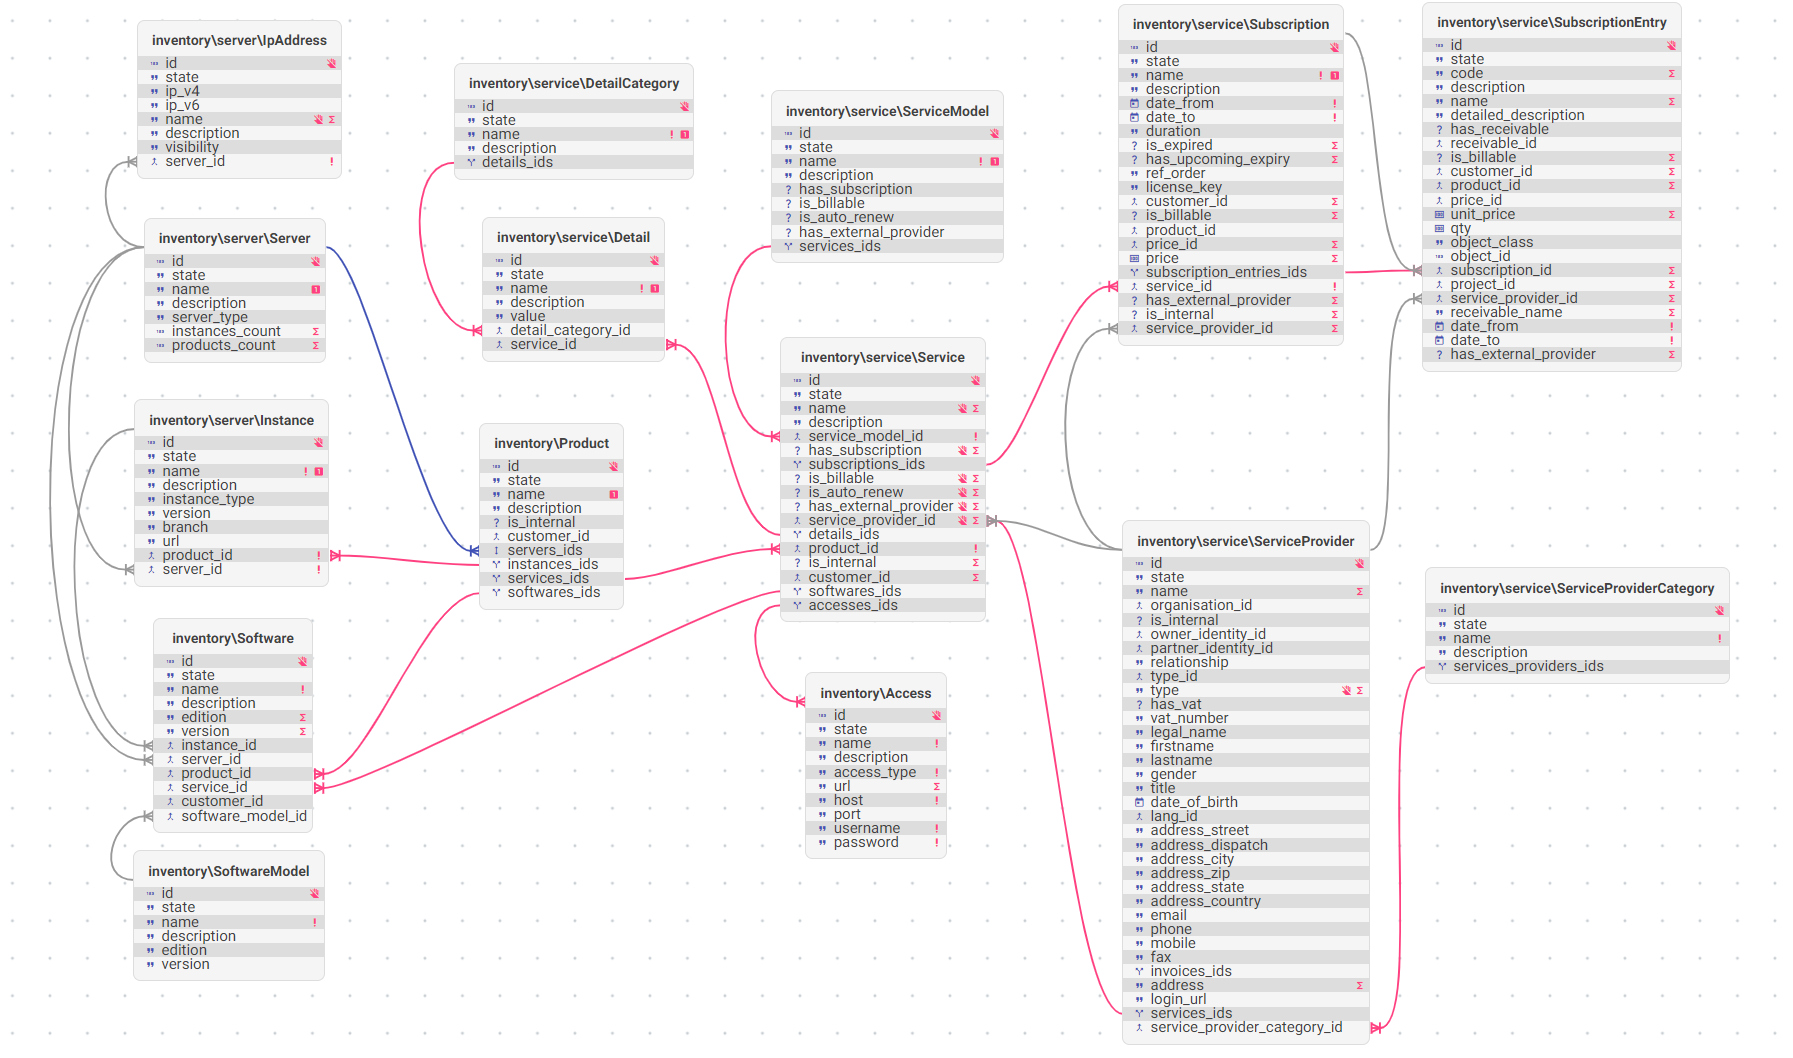 inventory\server\IpAddress
id
state
ip_v4
ip_v6
name
description
visibility
server_id
inventory\server\Server
id
state
name
description
server_type
instances_count
products_count
inventory\server\Instance
id
state
name
description
instance_type
version
branch
url
product_id
server_id
inventory\Software
id
state
name
description
edition
version
instance_id
server_id
product_id
service_id
customer_id
software_model_id
inventory\SoftwareModel
id
state
name
description
edition
version
inventory\service\DetailCategory
id
state
name
description
details_ids
inventory\service\Detail
id
state
name
description
value
detail_category_id
service_id
inventory\Product
id
state
name
description
is_internal
customer_id
servers_ids
instances_ids
services_ids
softwares_ids
inventory\service\ServiceModel
id
state
name
description
has_subscription
is_billable
is_auto_renew
has_external_provider
services_ids
inventory\service\Service
id
state
name
description
service_model_id
has_subscription
subscriptions_ids
is_billable
is_auto_renew
has_external_provider
service_provider_id
details_ids
product_id
is_internal
customer_id
softwares_ids
accesses_ids
inventory\Access
id
state
name
description
access_type
url
host
port
username
password
inventory\service\Subscription
id
state
name
description
date_from
date_to
duration
is_expired
has_upcoming_expiry
ref_order
license_key
customer_id
is_billable
product_id
price_id
price
subscription_entries_ids
service_id
has_external_provider
is_internal
service_provider_id
inventory\service\SubscriptionEntry
id
state
code
description
name
detailed_description
has_receivable
receivable_id
is_billable
customer_id
product_id
price_id
unit_price
qty
object_class
object_id
subscription_id
project_id
service_provider_id
receivable_name
date_from
date_to
has_external_provider
inventory\service\ServiceProvider
id
state
name
organisation_id
is_internal
owner_identity_id
partner_identity_id
relationship
type_id
type
has_vat
vat_number
legal_name
firstname
lastname
gender
title
date_of_birth
lang_id
address_street
address_dispatch
address_city
address_zip
address_state
address_country
email
phone
mobile
fax
invoices_ids
address
login_url
services_ids
service_provider_category_id
inventory\service\ServiceProviderCategory
id
state
name
description
services_providers_ids